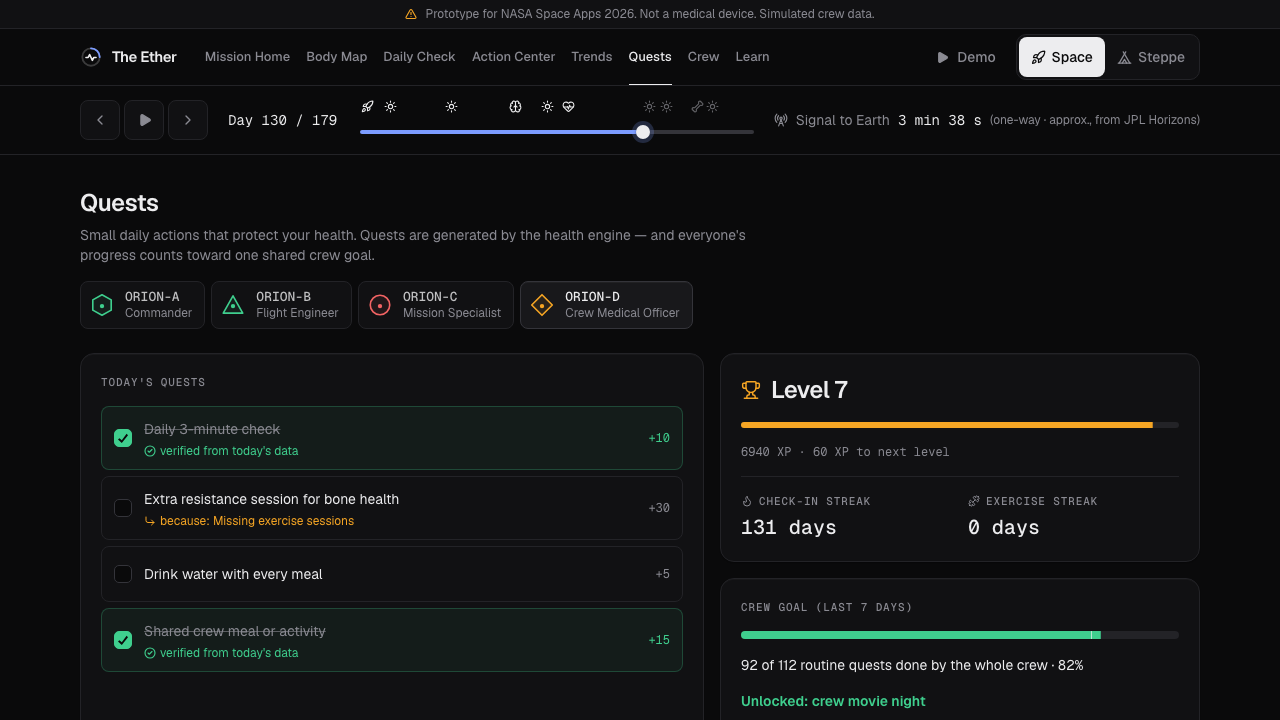 Prototype for NASA Space Apps 2026. Not a medical device. Simulated crew data.
The Ether
Mission Home
Body Map
Daily Check
Action Center
Trends
Quests
Crew
Learn
Demo
Space
Steppe
Day 130 / 179
Signal to Earth 3 min 38 s (one-way · approx., from JPL Horizons)
Quests
Small daily actions that protect your health. Quests are generated by the health engine — and everyone's
progress counts toward one shared crew goal.
ORION-A
Commander
ORION-B
Flight Engineer
ORION-C
Mission Specialist
ORION-D
Crew Medical Officer
TODAY'S QUESTS
Daily 3-minute check
verified from today's data
+10
Extra resistance session for bone health
because: Missing exercise sessions
+30
Drink water with every meal
+5
Shared crew meal or activity
verified from today's data
+15
Level 7
6940 XP · 60 XP to next level
CHECK-IN STREAK
131 days
EXERCISE STREAK
0 days
CREW GOAL (LAST 7 DAYS)
92 of 112 routine quests done by the whole crew · 82%
Unlocked: crew movie night